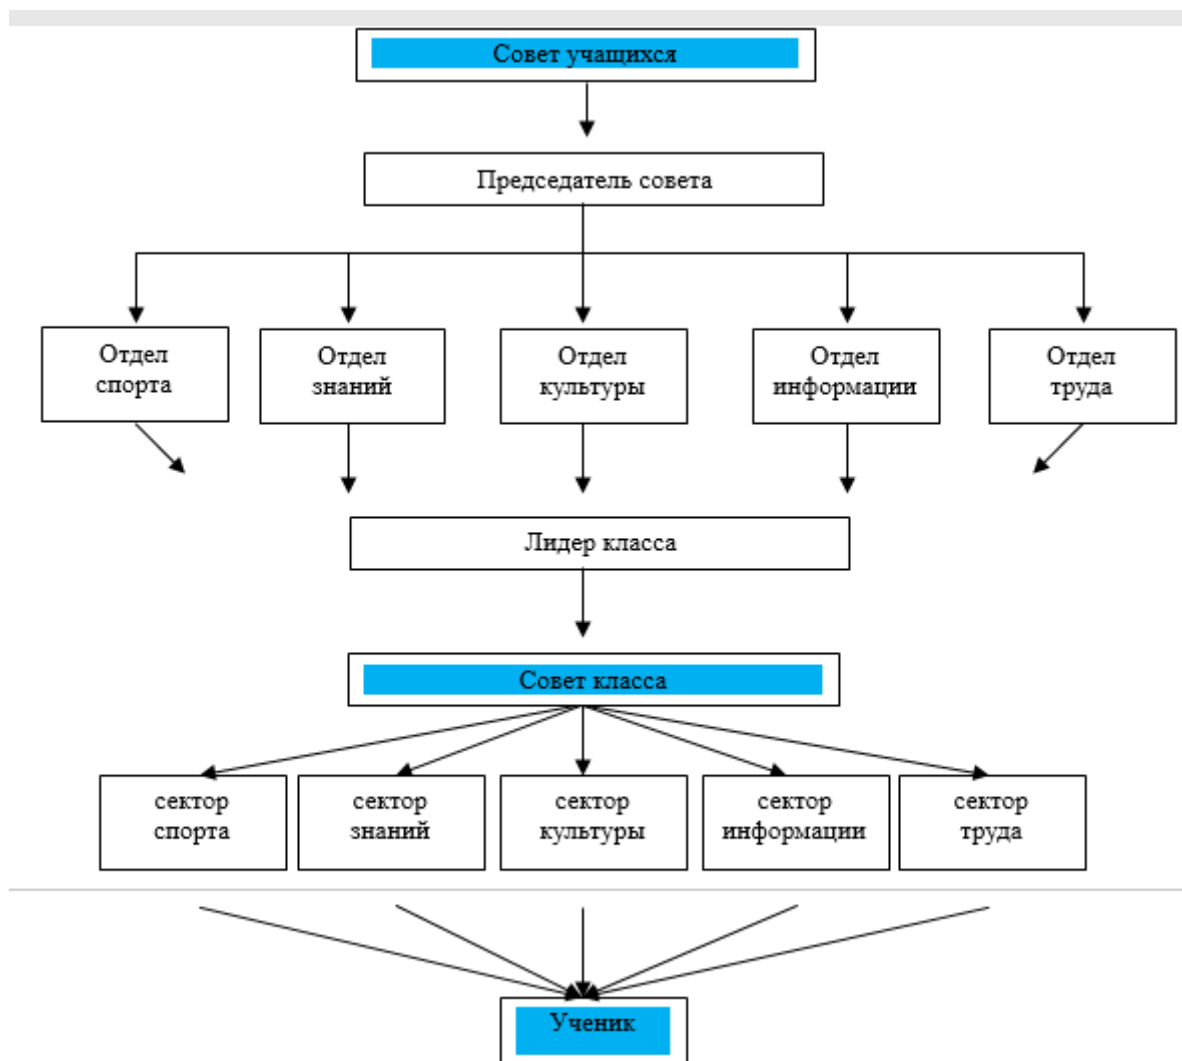 Совет учащихся
Председатель совета
Отдел
спорта
Отдел
знаний
Отдел
культуры
Отдел
информации
Отдел
труда
Лидер класса
Совет класса
сектор
спорта
сектор
знаний
сектор
культуры
сектор
информации
сектор
труда
Ученик